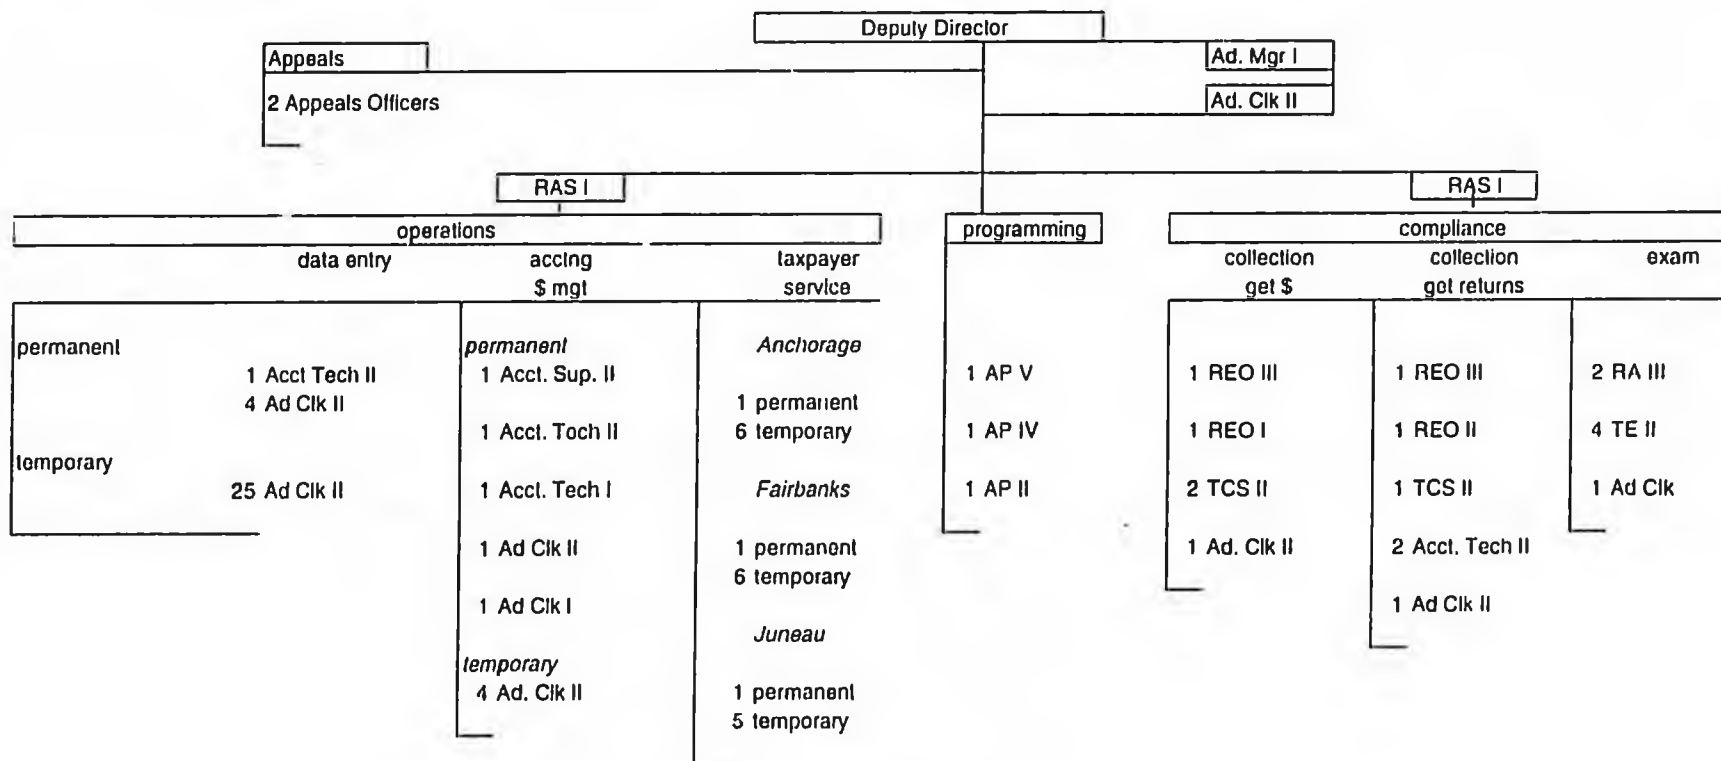 Deputy Director
Appeals
2 Appeals Officers
Ad. Mgr I
Ad. Clk II
RAS I
RAS I
operations
programming
compliance
data entry
accing
$ mgt
taxpayer
service
collection
get $
collection
got returns
exam
permanent
1 Acct Tech II
4 Ad Clk II
temporary
25 Ad Clk II
permanent
1 Acct. Sup. II
1 Acct. Toch II
1 Acct. Tech I
1 Ad Clk II
1 Ad Clk I
temporary
4 Ad. Clk II
Anchorage
1 permanent
6 temporary
Fairbanks
1 permanent
6 temporary
Juneau
1 permanent
5 temporary
1 AP V
1 AP IV
1 AP II
1 REO III
1 REO I
2 TCS II
1 Ad. Clk II
1 REO III
1 REO II
1 TCS II
2 Acct. Tech II
1 Ad Clk II
2 RA III
4 TE II
1 Ad Clk